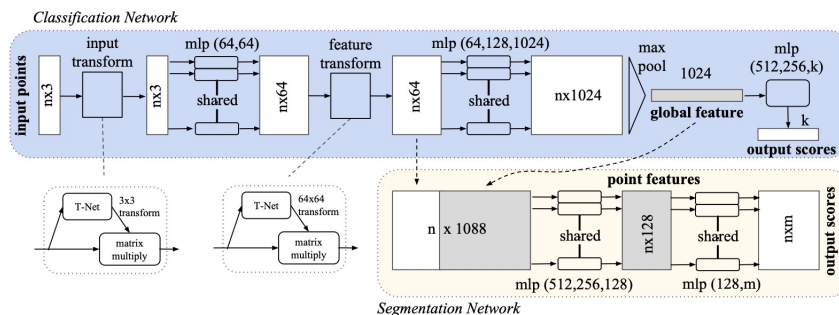 Classification Network
input points
nx3
input
transform
nx3
mlp (64,64)
shared
nx64
feature
transform
nx64
mlp (64,128,1024)
shared
nx1024
max
pool
1024
global feature
mlp
(512,256,k)
k
output scores
T-Net
3x3
transform
matrix
multiply
T-Net
64x64
transform
matrix
multiply
point features
n x 1088
shared
mlp (512,256,128)
nx128
shared
mlp (128,m)
nxm
output scores
Segmentation Network